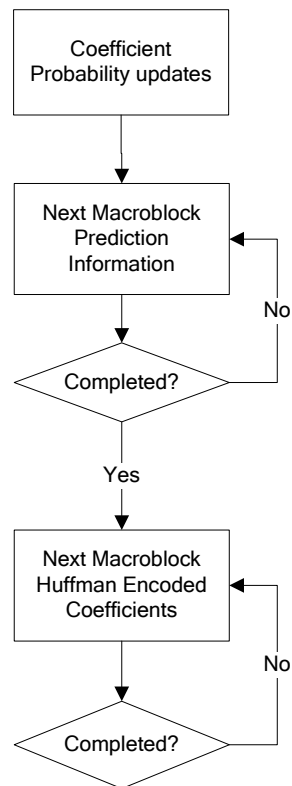 Coefficient
Probability updates
Next Macroblock
Prediction
Information
No
Completed?
Yes
Next Macroblock
Huffman Encoded
Coefficients
No
Completed?